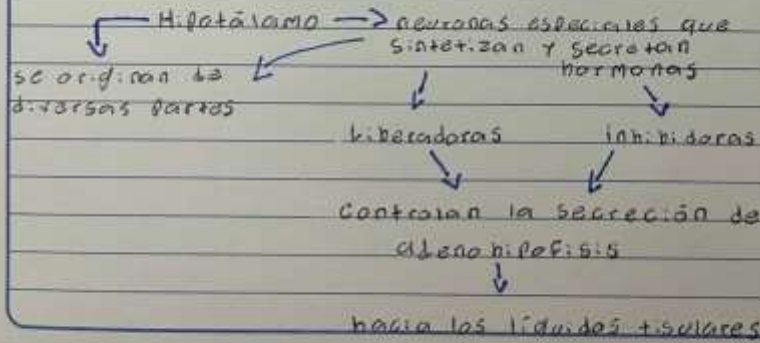 Hipotálamo → neuronas especiales que
sintetizan y secretan
hormonas
se originan de
diversas partes
Liberadoras
inhibidoras
Controlan la secreción de
adenohipofisis
hacia los líquidos tisulares